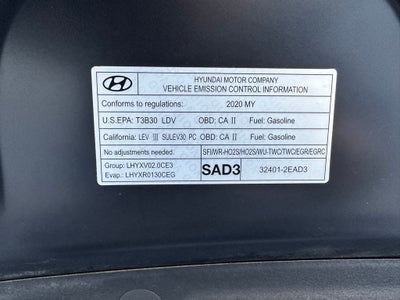 HYUNDAI MOTOR COMPANY
VEHICLE EMISSION CONTROL INFORMATION
Conforms to regulations: 2020 MY
U.S.EPA: T3B30 LDV OBD: CA II Fuel: Gasoline
California: LEV III SULEV30 PC OBD: CA II Fuel: Gasoline
No adjustments needed. SFI/WR-HO2S/HO2S/WU-TWC/TWC/EGR/EGRC
Group: LHYXV02.0CE3
Evap.: LHYXR0130CEG
SAD3 32401-2EAD3